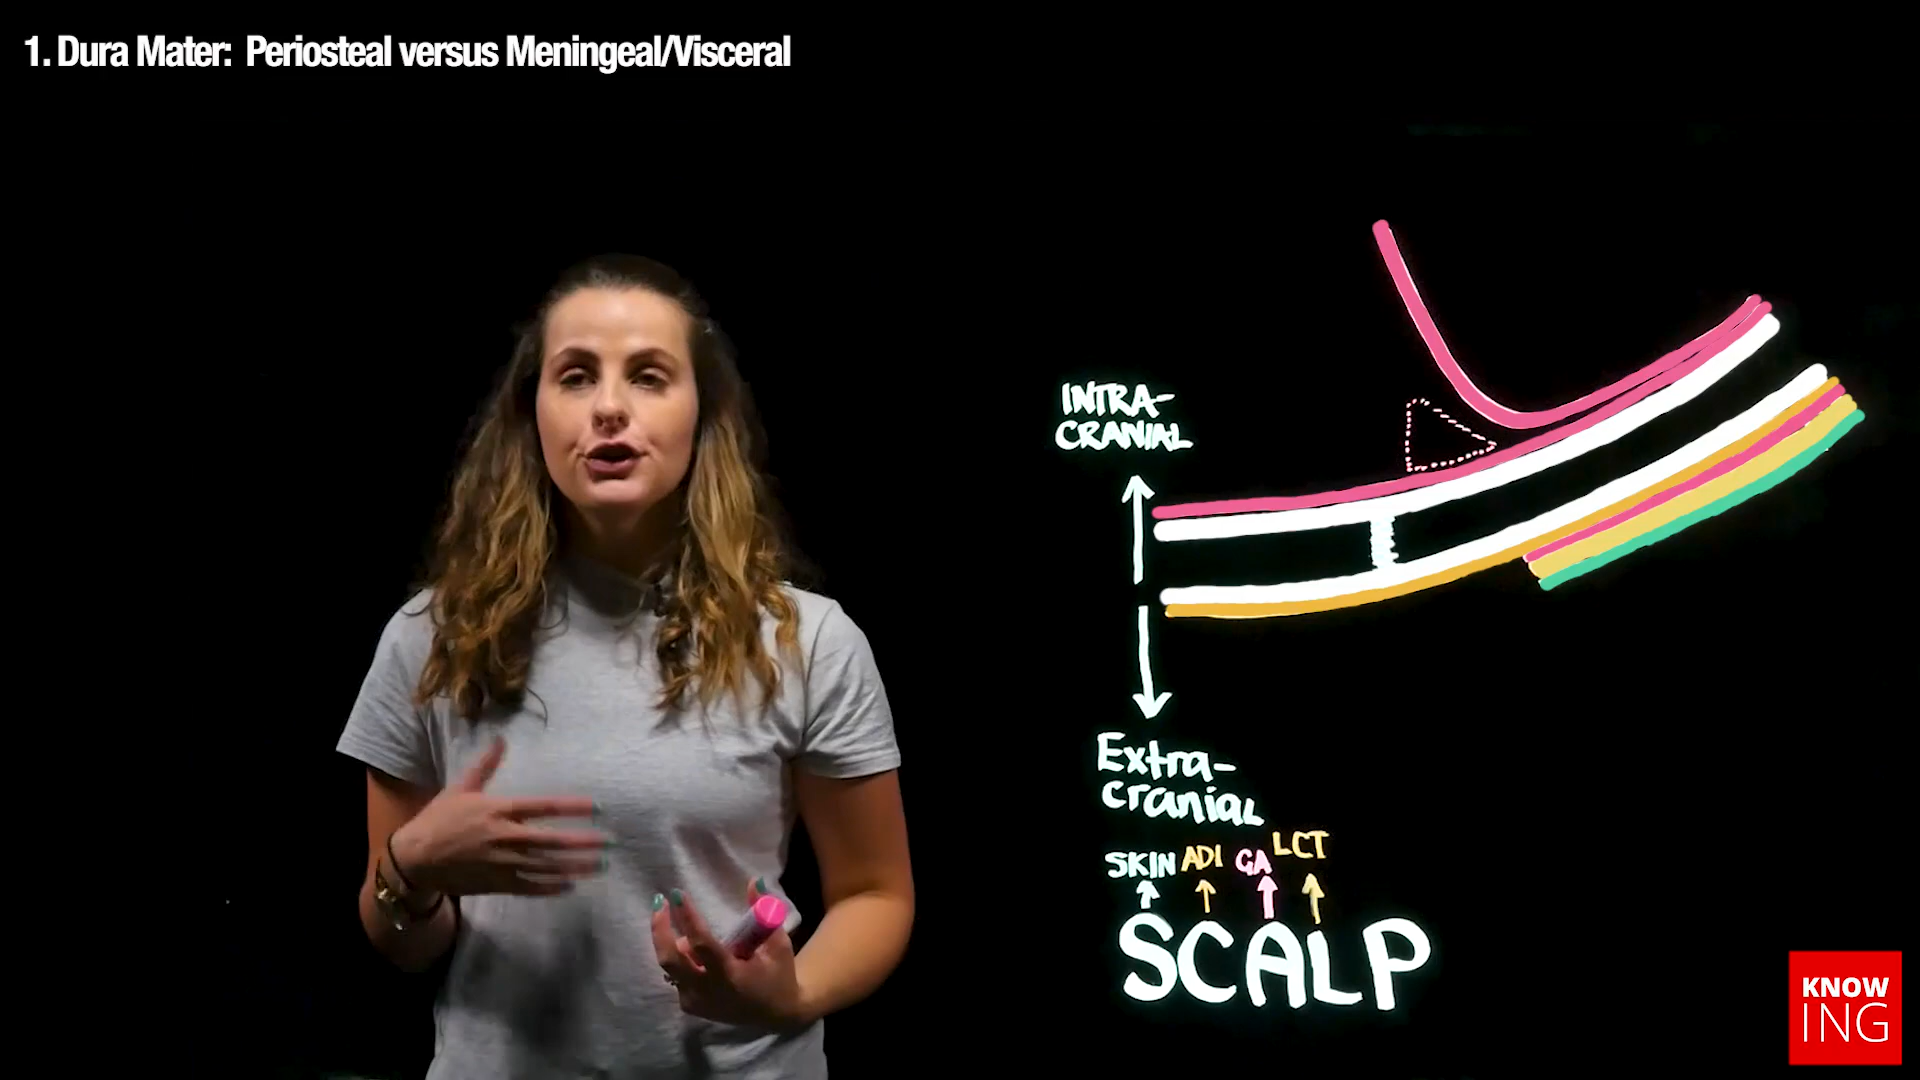 1. Dura Mater: Periosteal versus Meningeal/Visceral
INTRA-
CRANIAL
Extra-
cranial
SKIN ADI GA LCT
SCALP
KNOW
ING